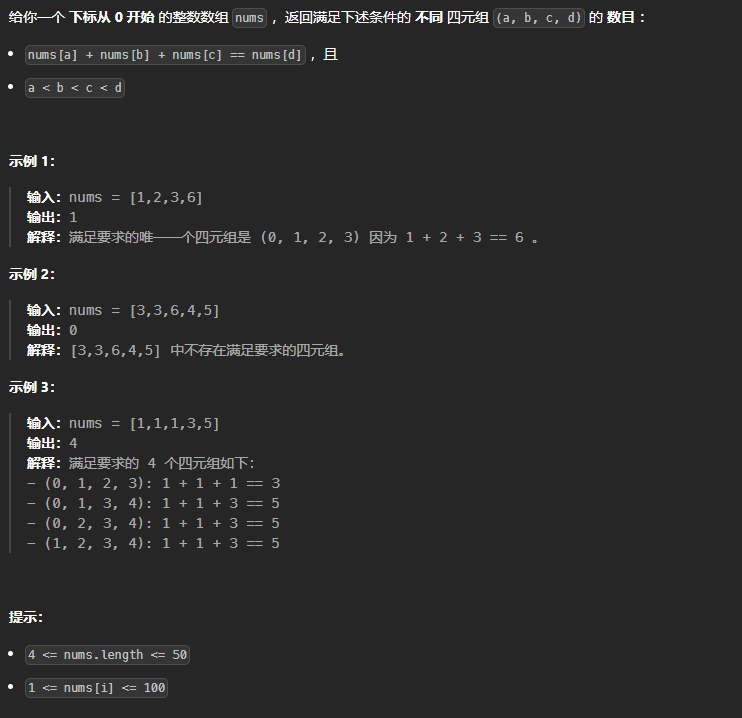 给你一个 下标从 0 开始 的整数数组 nums ，返回满足下述条件的 不同 四元组 (a, b, c, d) 的 数目 ：
• nums[a] + nums[b] + nums[c] == nums[d] ，且
• a < b < c < d
示例 1：
输入：nums = [1,2,3,6]
输出：1
解释：满足要求的唯一一个四元组是 (0, 1, 2, 3) 因为 1 + 2 + 3 == 6 。
示例 2：
输入：nums = [3,3,6,4,5]
输出：0
解释：[3,3,6,4,5] 中不存在满足要求的四元组。
示例 3：
输入：nums = [1,1,1,3,5]
输出：4
解释：满足要求的 4 个四元组如下：
- (0, 1, 2, 3): 1 + 1 + 1 == 3
- (0, 1, 3, 4): 1 + 1 + 3 == 5
- (0, 2, 3, 4): 1 + 1 + 3 == 5
- (1, 2, 3, 4): 1 + 1 + 3 == 5
提示：
• 4 <= nums.length <= 50
• 1 <= nums[i] <= 100